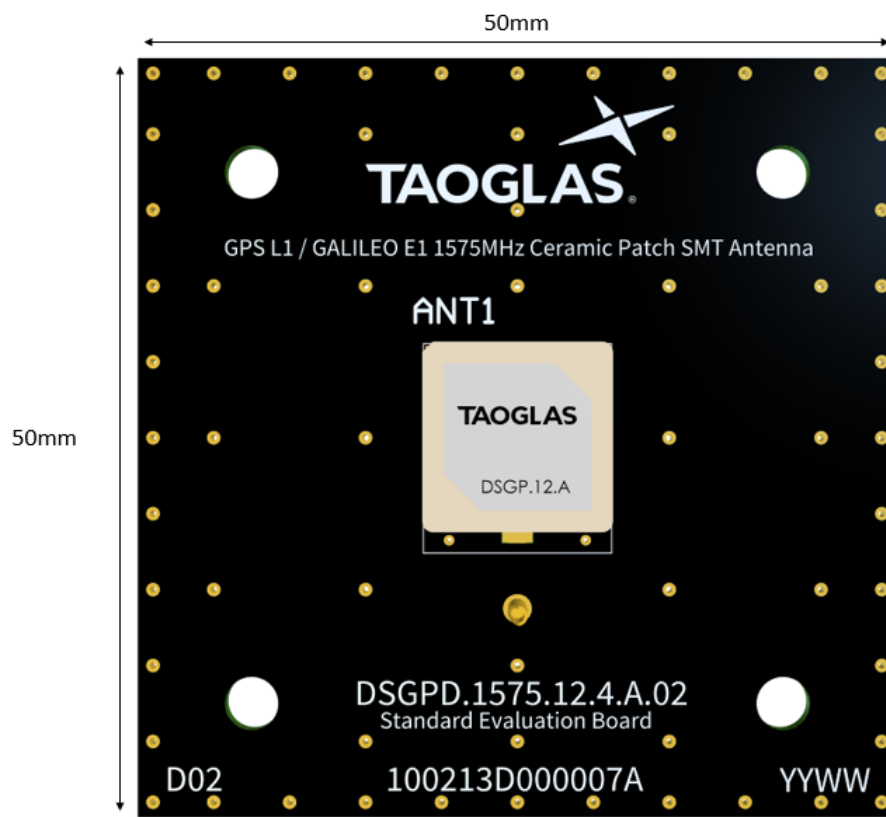 50mm
50mm
TAOGLAS®
GPS L1 / GALILEO E1 1575MHz Ceramic Patch SMT Antenna
ANT1
TAOGLAS
DSGP.12.A
DSGPD.1575.12.4.A.02
Standard Evaluation Board
D02 100213D000007A YYWW